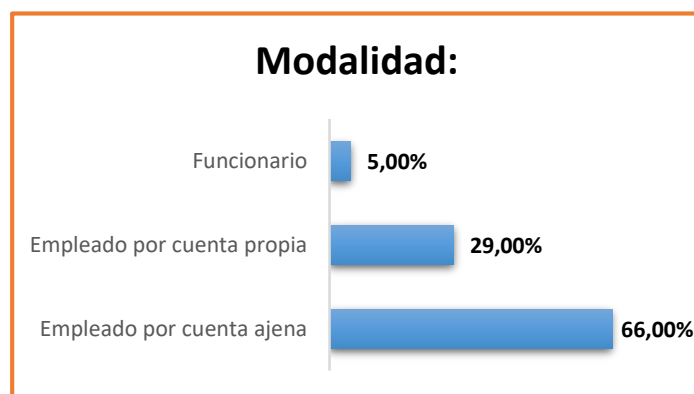 Modalidad:
Funcionario 5,00%
Empleado por cuenta propia 29,00%
Empleado por cuenta ajena 66,00%